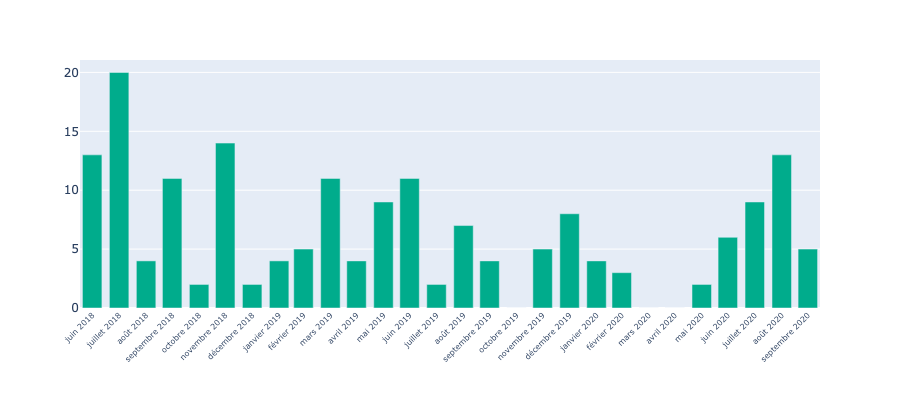 20
15
10
5
0
juin 2018
juillet 2018
août 2018
septembre 2018
octobre 2018
novembre 2018
décembre 2018
janvier 2019
février 2019
mars 2019
avril 2019
mai 2019
juin 2019
juillet 2019
août 2019
septembre 2019
octobre 2019
novembre 2019
décembre 2019
janvier 2020
février 2020
mars 2020
avril 2020
mai 2020
juin 2020
juillet 2020
août 2020
septembre 2020